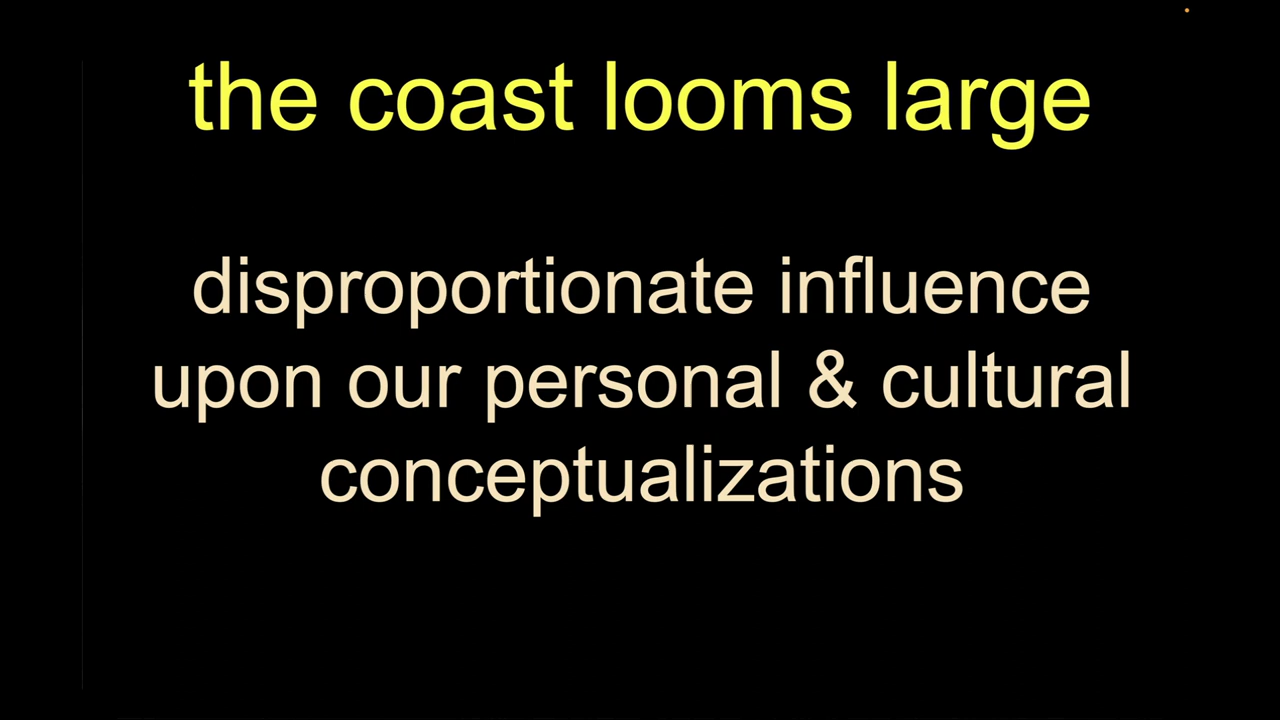 the coast looms large
disproportionate influence
upon our personal & cultural
conceptualizations